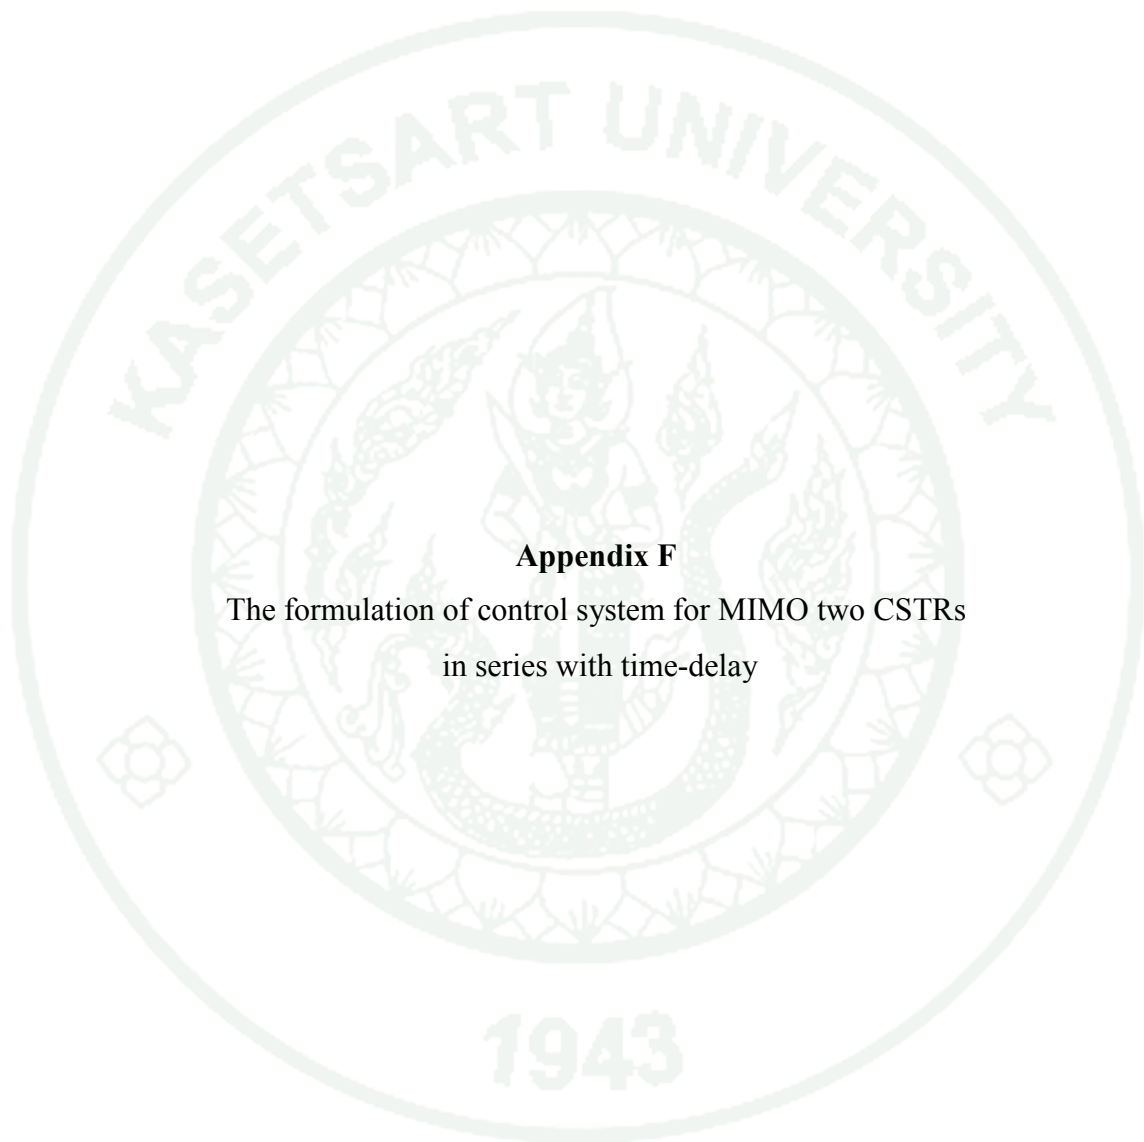 KASETSART UNIVERSITY
Appendix F
The formulation of control system for MIMO two CSTRs
in series with time-delay
1943